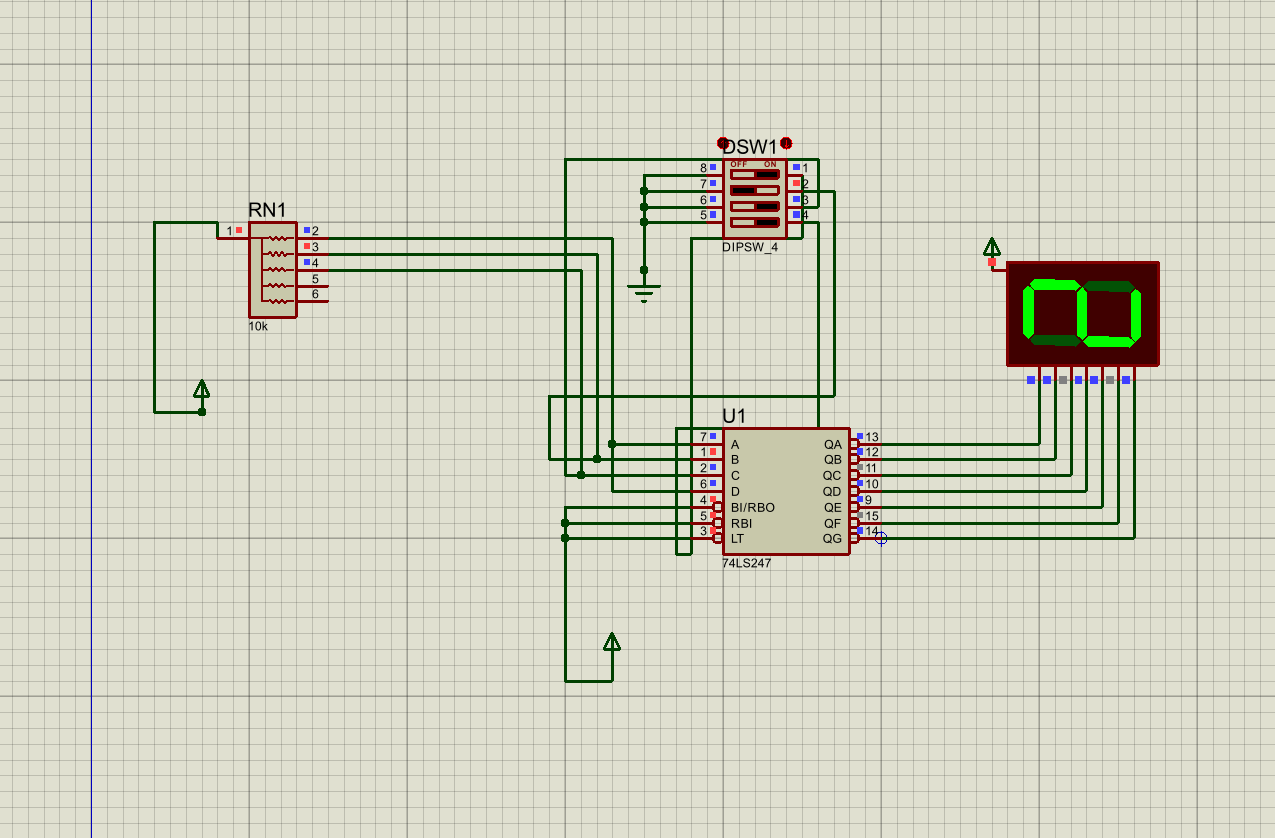 DSW1
OFF ON
8 1
7 2
6 3
5 4
DIPSW_4
RN1
1 2
3
4
5
6
10k
U1
7 A QA 13
1 B QB 12
2 C QC 11
6 D QD 10
4 BI/RBO QE 9
5 RBI QF 15
3 LT QG 14
74LS247